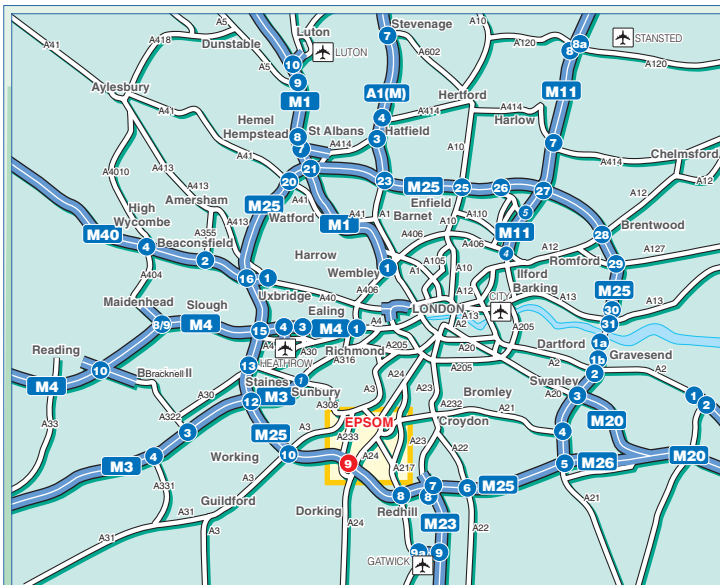 A5
Luton
LUTON
Stevenage
7
A10
A120
8a
8
STANSTED
A41
A418
Dunstable
A5
10
9
A602
A120
Aylesbury
M1
A1(M)
Hertford
M11
A41
Hemel
Hempstead
8
7
St Albans
A414
4
3
Hatfield
A414
A414
Harlow
7
A414
Chelmsford
A12
A4010
A413
A413
Amersham
A41
21
20
A10
23
M25
25
26
27
A12
High
Wycombe
A355
A413
M25
A41
Watford
M1
A41
A1
Enfield
Barnet
A10
A110
5
M11
Brentwood
28
M40
4
Beaconsfield
2
Harrow
A406
A406
4
A12
A127
Romford
29
A404
16
1
Wembley
1
A105
A1
A10
Ilford
Barking
M25
Uxbridge
A406
A12
A13
A13
30
31
Maidenhead
Slough
A40
Ealing
LONDON
CITY
8/9
M4
15
4
3
M4
1
A4
A2
A13
A205
1a
Dartford
Reading
A4
HEATHROW
A30
Richmond
A316
A205
A20
1b
Gravesend
M4
10
BBracknell II
13
Staines
1
Sunbury
A24
A23
A205
2
A2
Swanley
1
2
A30
12
M3
A308
A3
Bromley
A20
3
A33
A322
3
EPSOM
A232
A21
M20
M25
A3
A233
A23
Croydon
4
M3
4
Working
10
9
A24
A217
A22
5
M26
M20
A331
Guildford
A3
8
7
8
6
M25
A31
Dorking
Redhill
A21
A31
A3
A24
M23
A22
GATWICK
9a
9